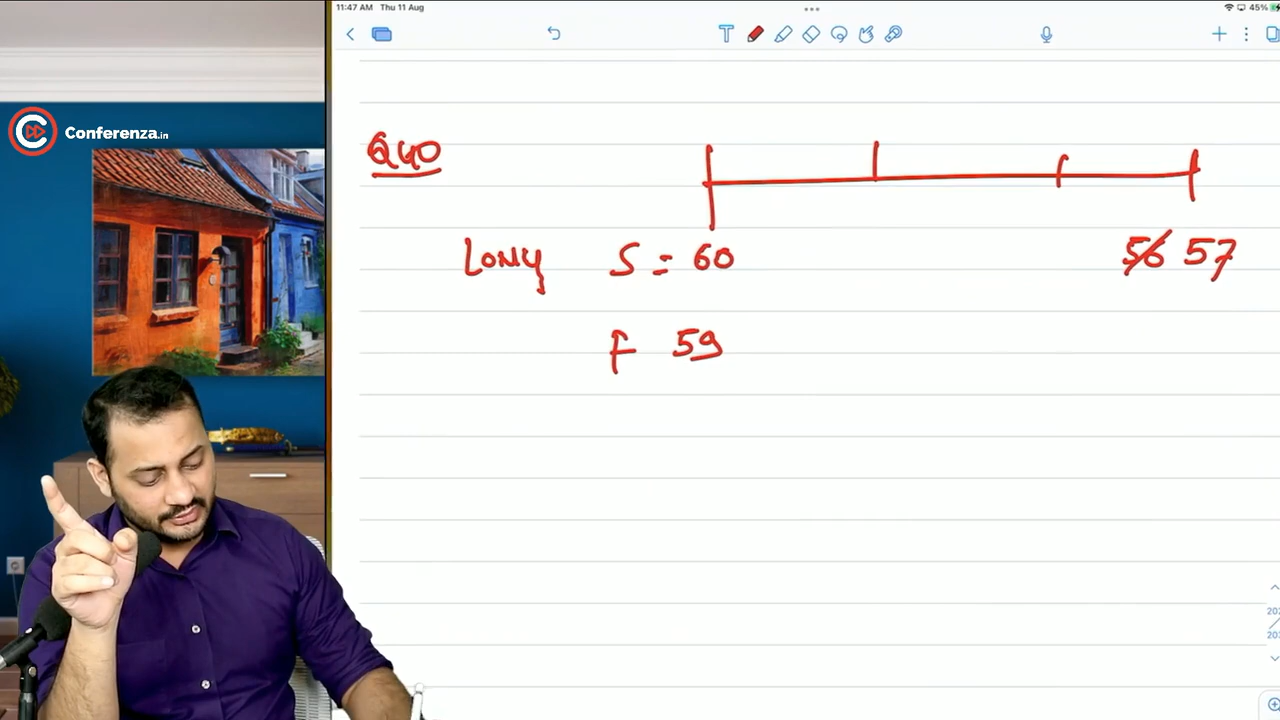 11:47 AM Thu 11 Aug
45%
Conferenza.in
Q40
LONG S = 60
56 57
F 59